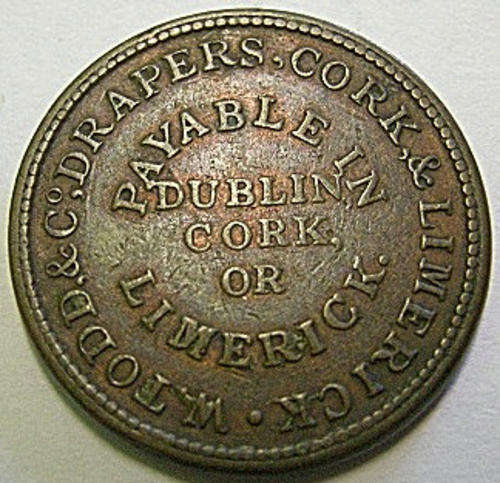 W. TODD, & Co, DRAPERS, CORK, & LIMERICK.
PAYABLE IN
DUBLIN,
CORK,
OR
LIMERICK.